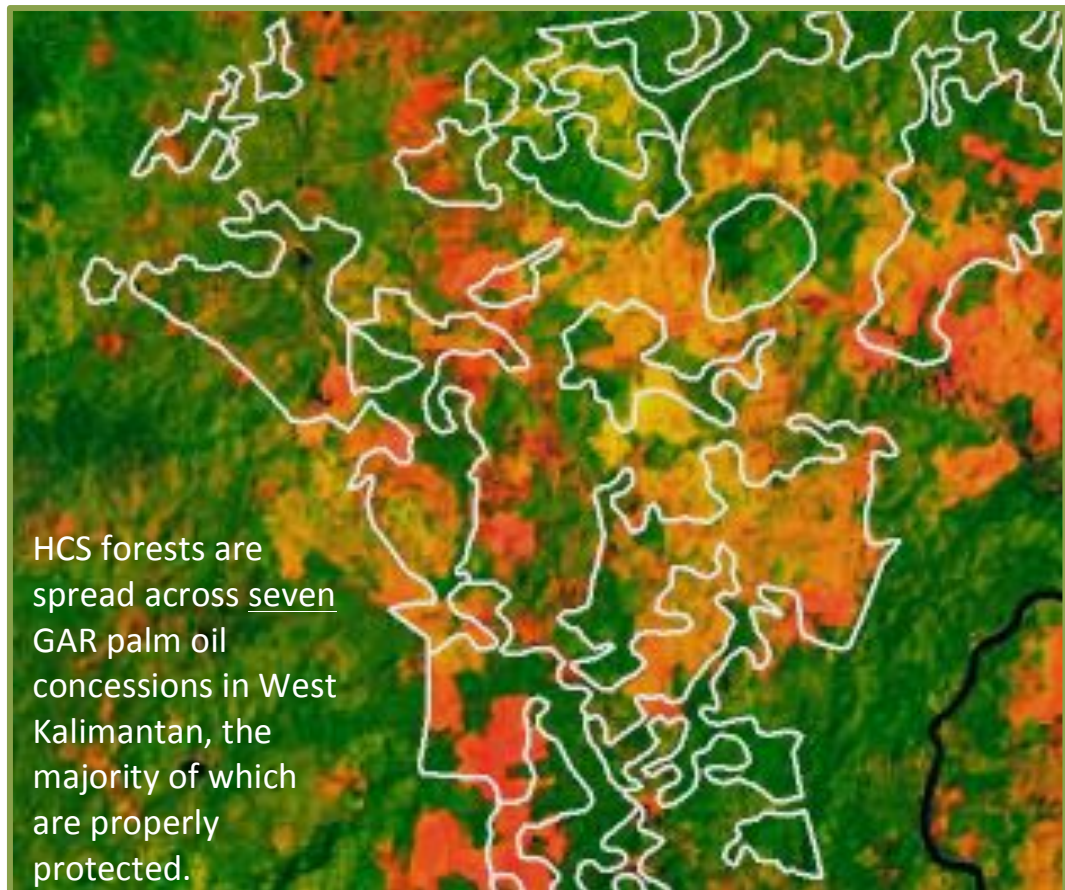 HCS forests are
spread across seven
GAR palm oil
concessions in West
Kalimantan, the
majority of which
are properly
protected.